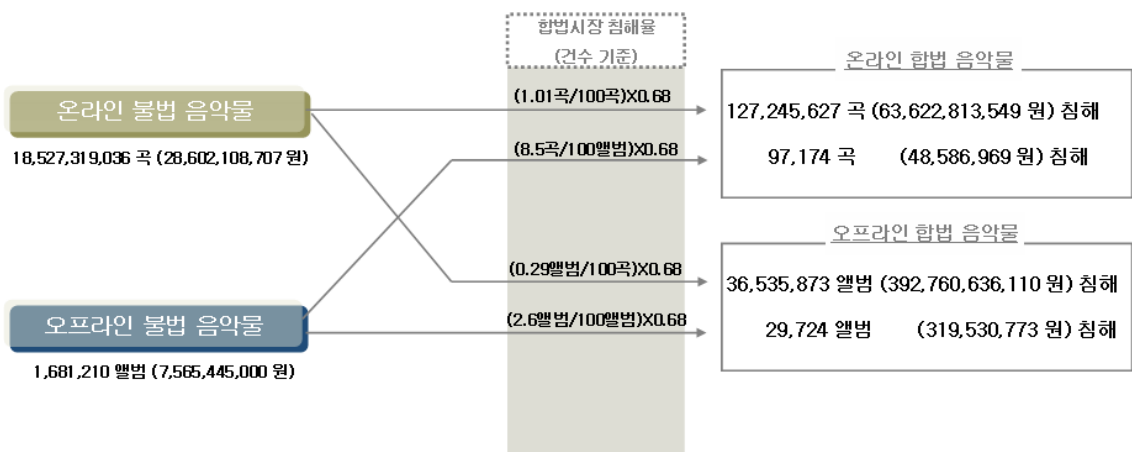 합법시장 침해율
(건수 기준)
온라인 불법 음악물
18,527,319,036 곡 (28,602,108,707 원)
오프라인 불법 음악물
1,681,210 앨범 (7,565,445,000 원)
(1.01곡/100곡)X0.68
(8.5곡/100앨범)X0.68
(0.29앨범/100곡)X0.68
(2.6앨범/100앨범)X0.68
온라인 합법 음악물
127,245,627 곡 (63,622,813,549 원) 침해
97,174 곡 (48,586,969 원) 침해
오프라인 합법 음악물
36,535,873 앨범 (392,760,636,110 원) 침해
29,724 앨범 (319,530,773 원) 침해